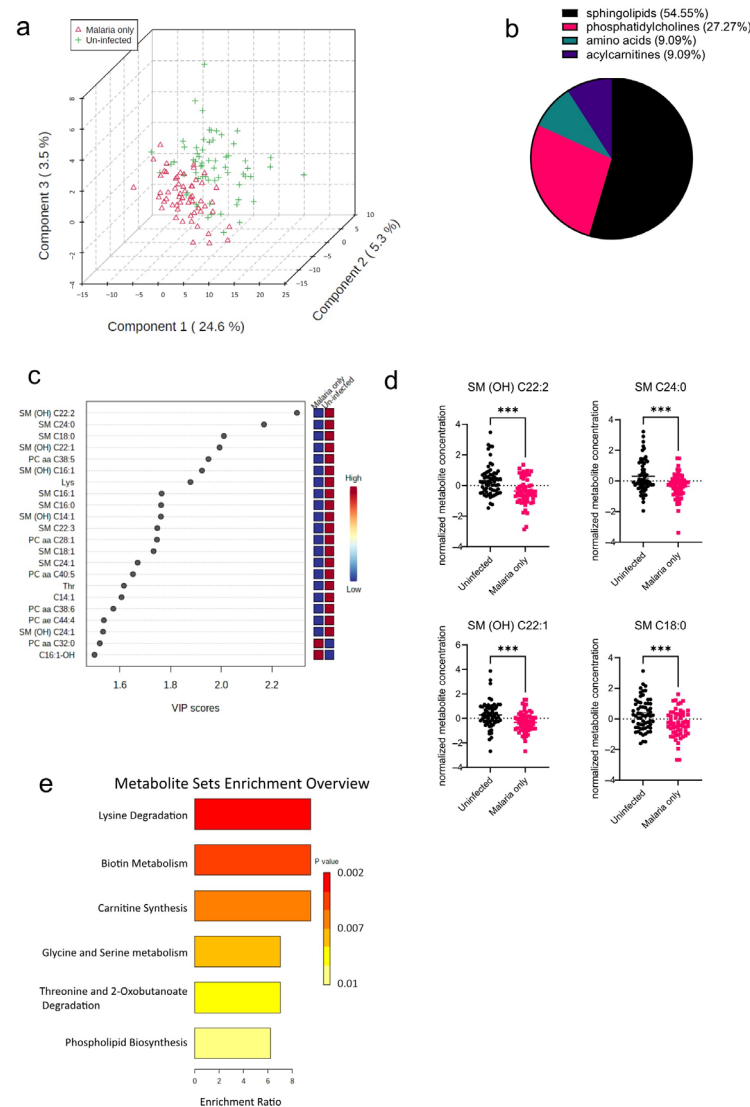 a
Malaria only
Un-infected
Component 3 ( 3.5 %)
8
6
4
2
0
−2
−4
−15 −10 −5 0 5 10 15 20 25
−15
−10
−5
0
5
10
Component 1 ( 24.6 %)
Component 2 ( 5.3 %)
b
sphingolipids (54.55%)
phosphatidylcholines (27.27%)
amino acids (9.09%)
acylcarnitines (9.09%)
c
Malaria only
Un-infected
SM (OH) C22:2
SM C24:0
SM C18:0
SM (OH) C22:1
PC aa C38:5
SM (OH) C16:1
Lys
SM C16:1
SM C16:0
SM (OH) C14:1
SM C22:3
PC aa C28:1
SM C18:1
SM C24:1
PC aa C40:5
Thr
C14:1
PC aa C38:6
PC ae C44:4
SM (OH) C24:1
PC aa C32:0
C16:1-OH
1.6 1.8 2.0 2.2
VIP scores
High
Low
d
SM (OH) C22:2
normalized metabolite concentration
4
2
0
−2
−4
***
Uninfected
Malaria only
SM C24:0
normalized metabolite concentration
4
2
0
−2
−4
***
Uninfected
Malaria only
SM (OH) C22:1
normalized metabolite concentration
6
4
2
0
−2
−4
***
Uninfected
Malaria only
SM C18:0
normalized metabolite concentration
4
2
0
−2
−4
***
Uninfected
Malaria only
e
Metabolite Sets Enrichment Overview
Lysine Degradation
Biotin Metabolism
Carnitine Synthesis
Glycine and Serine metabolism
Threonine and 2-Oxobutanoate
Degradation
Phospholipid Biosynthesis
0 2 4 6 8
Enrichment Ratio
P value
0.002
0.007
0.01